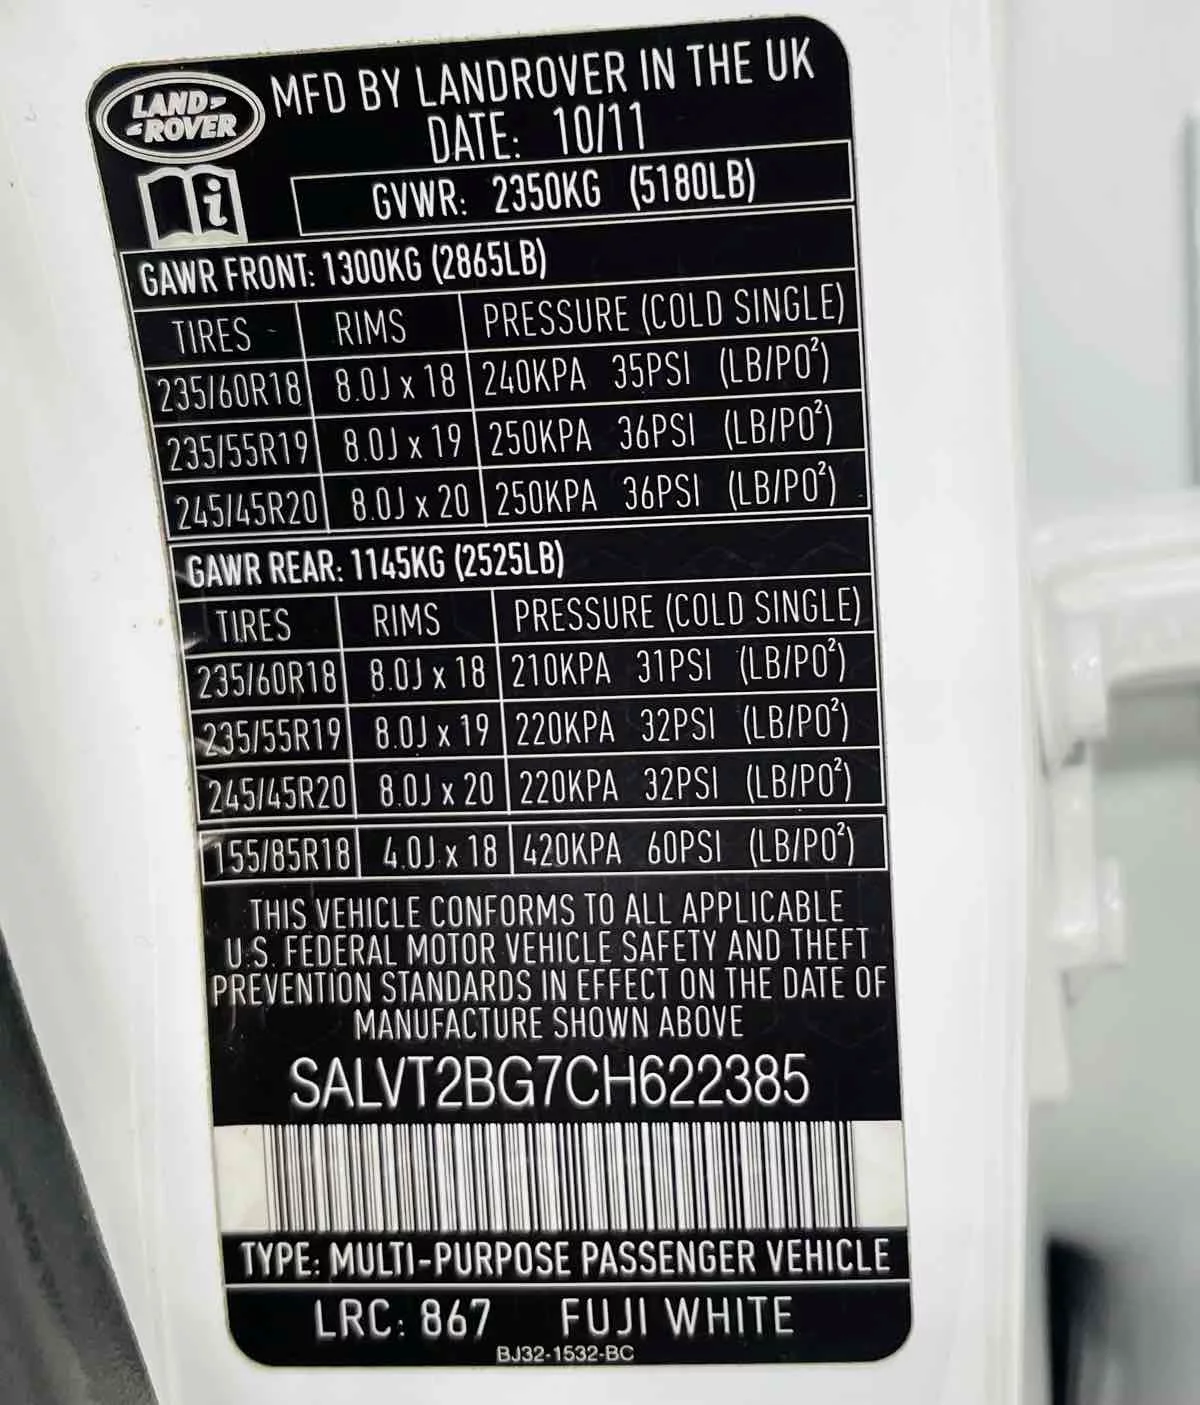 LAND-
-ROVER
MFD BY LANDROVER IN THE UK
DATE: 10/11
i
GVWR: 2350KG (5180LB)
GAWR FRONT: 1300KG (2865LB)
TIRES RIMS PRESSURE (COLD SINGLE)
235/60R18 8.0J x 18 240KPA 35PSI (LB/PO²)
235/55R19 8.0J x 19 250KPA 36PSI (LB/PO²)
245/45R20 8.0J x 20 250KPA 36PSI (LB/PO²)
GAWR REAR: 1145KG (2525LB)
TIRES RIMS PRESSURE (COLD SINGLE)
235/60R18 8.0J x 18 210KPA 31PSI (LB/PO²)
235/55R19 8.0J x 19 220KPA 32PSI (LB/PO²)
245/45R20 8.0J x 20 220KPA 32PSI (LB/PO²)
155/85R18 4.0J x 18 420KPA 60PSI (LB/PO²)
THIS VEHICLE CONFORMS TO ALL APPLICABLE
U.S. FEDERAL MOTOR VEHICLE SAFETY AND THEFT
PREVENTION STANDARDS IN EFFECT ON THE DATE OF
MANUFACTURE SHOWN ABOVE
SALVT2BG7CH622385
TYPE: MULTI-PURPOSE PASSENGER VEHICLE
LRC: 867 FUJI WHITE
BJ32-1532-BC